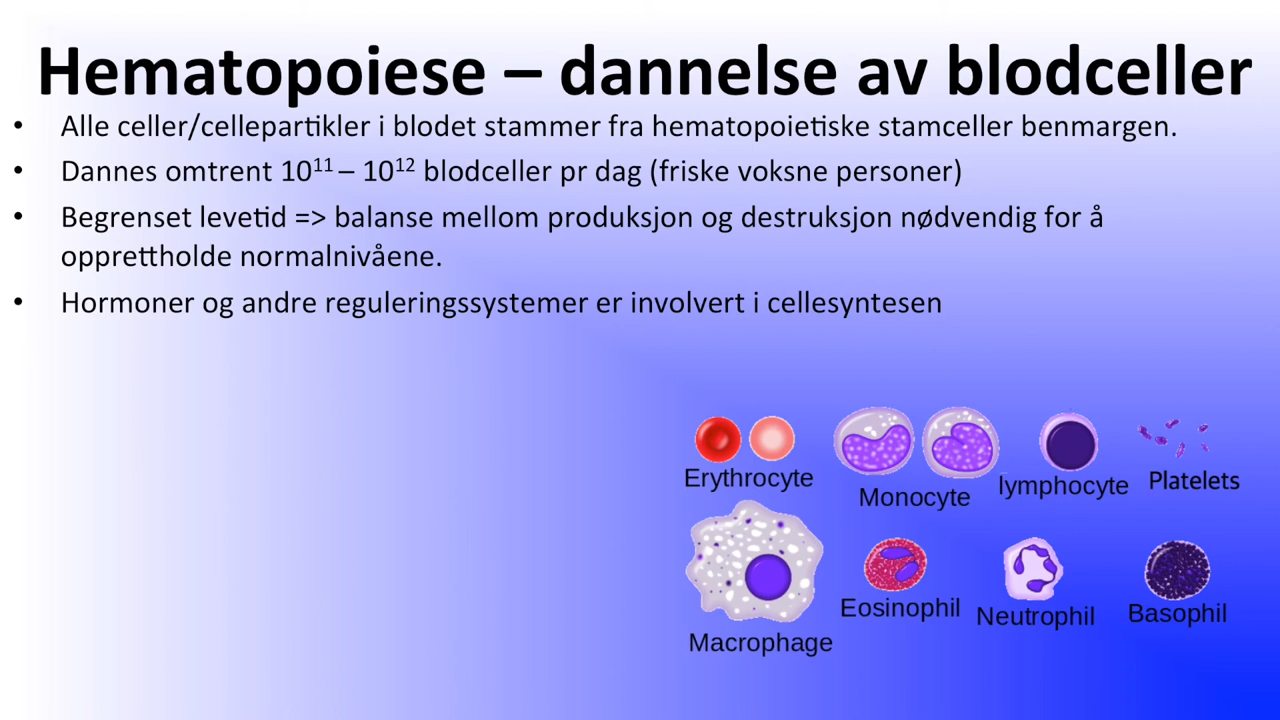 Hematopoiese – dannelse av blodceller
• Alle celler/cellepartikler i blodet stammer fra hematopoietiske stamceller benmargen.
• Dannes omtrent 10¹¹ – 10¹² blodceller pr dag (friske voksne personer)
• Begrenset levetid => balanse mellom produksjon og destruksjon nødvendig for å
opprettholde normalnivåene.
• Hormoner og andre reguleringssystemer er involvert i cellesyntesen
Erythrocyte
Monocyte
lymphocyte
Platelets
Macrophage
Eosinophil
Neutrophil
Basophil